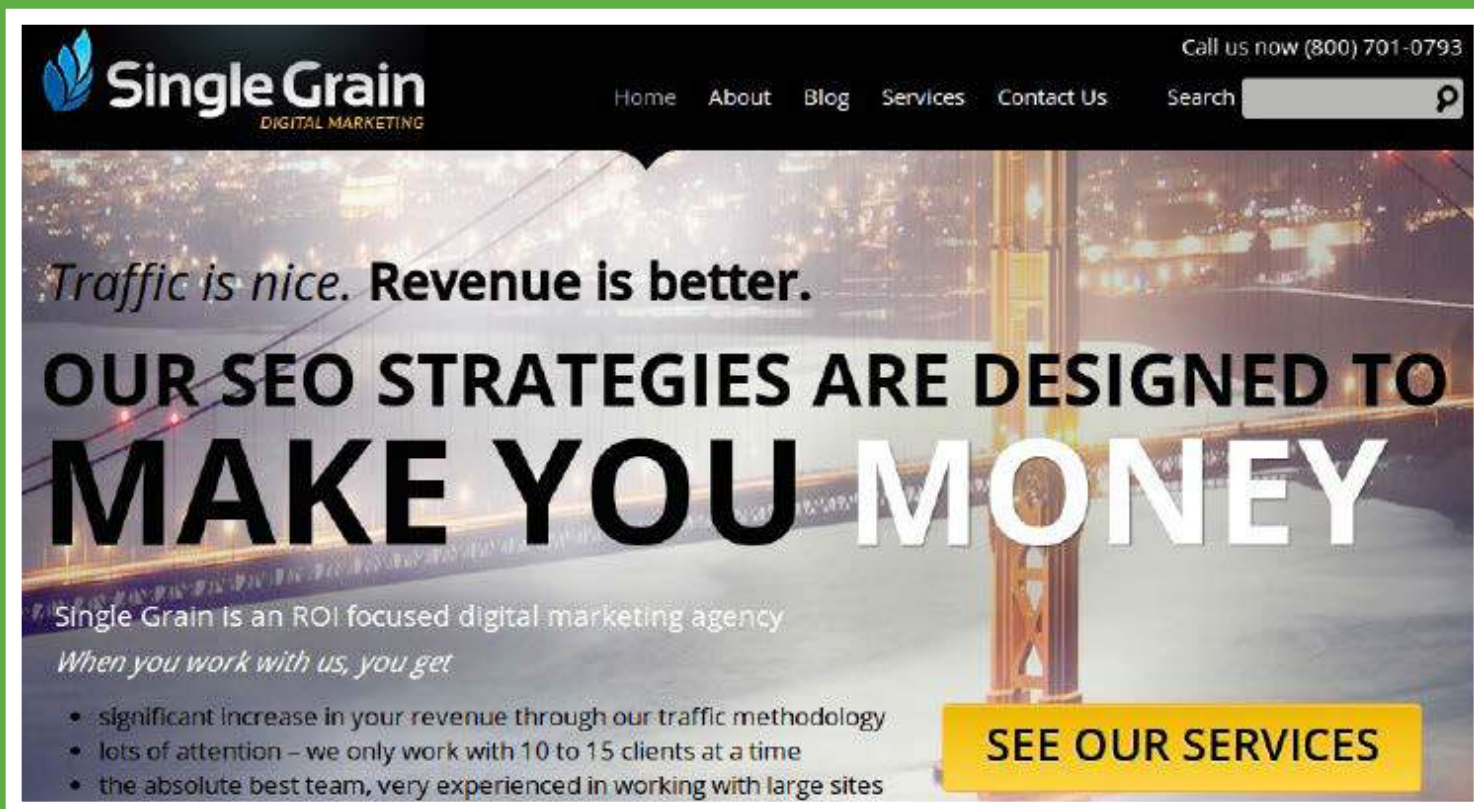 Call us now (800) 701-0793
Single Grain
DIGITAL MARKETING
Home About Blog Services Contact Us Search
Traffic is nice. Revenue is better.
OUR SEO STRATEGIES ARE DESIGNED TO
MAKE YOU MONEY
Single Grain is an ROI focused digital marketing agency
When you work with us, you get
• significant increase in your revenue through our traffic methodology
• lots of attention – we only work with 10 to 15 clients at a time
• the absolute best team, very experienced in working with large sites
SEE OUR SERVICES